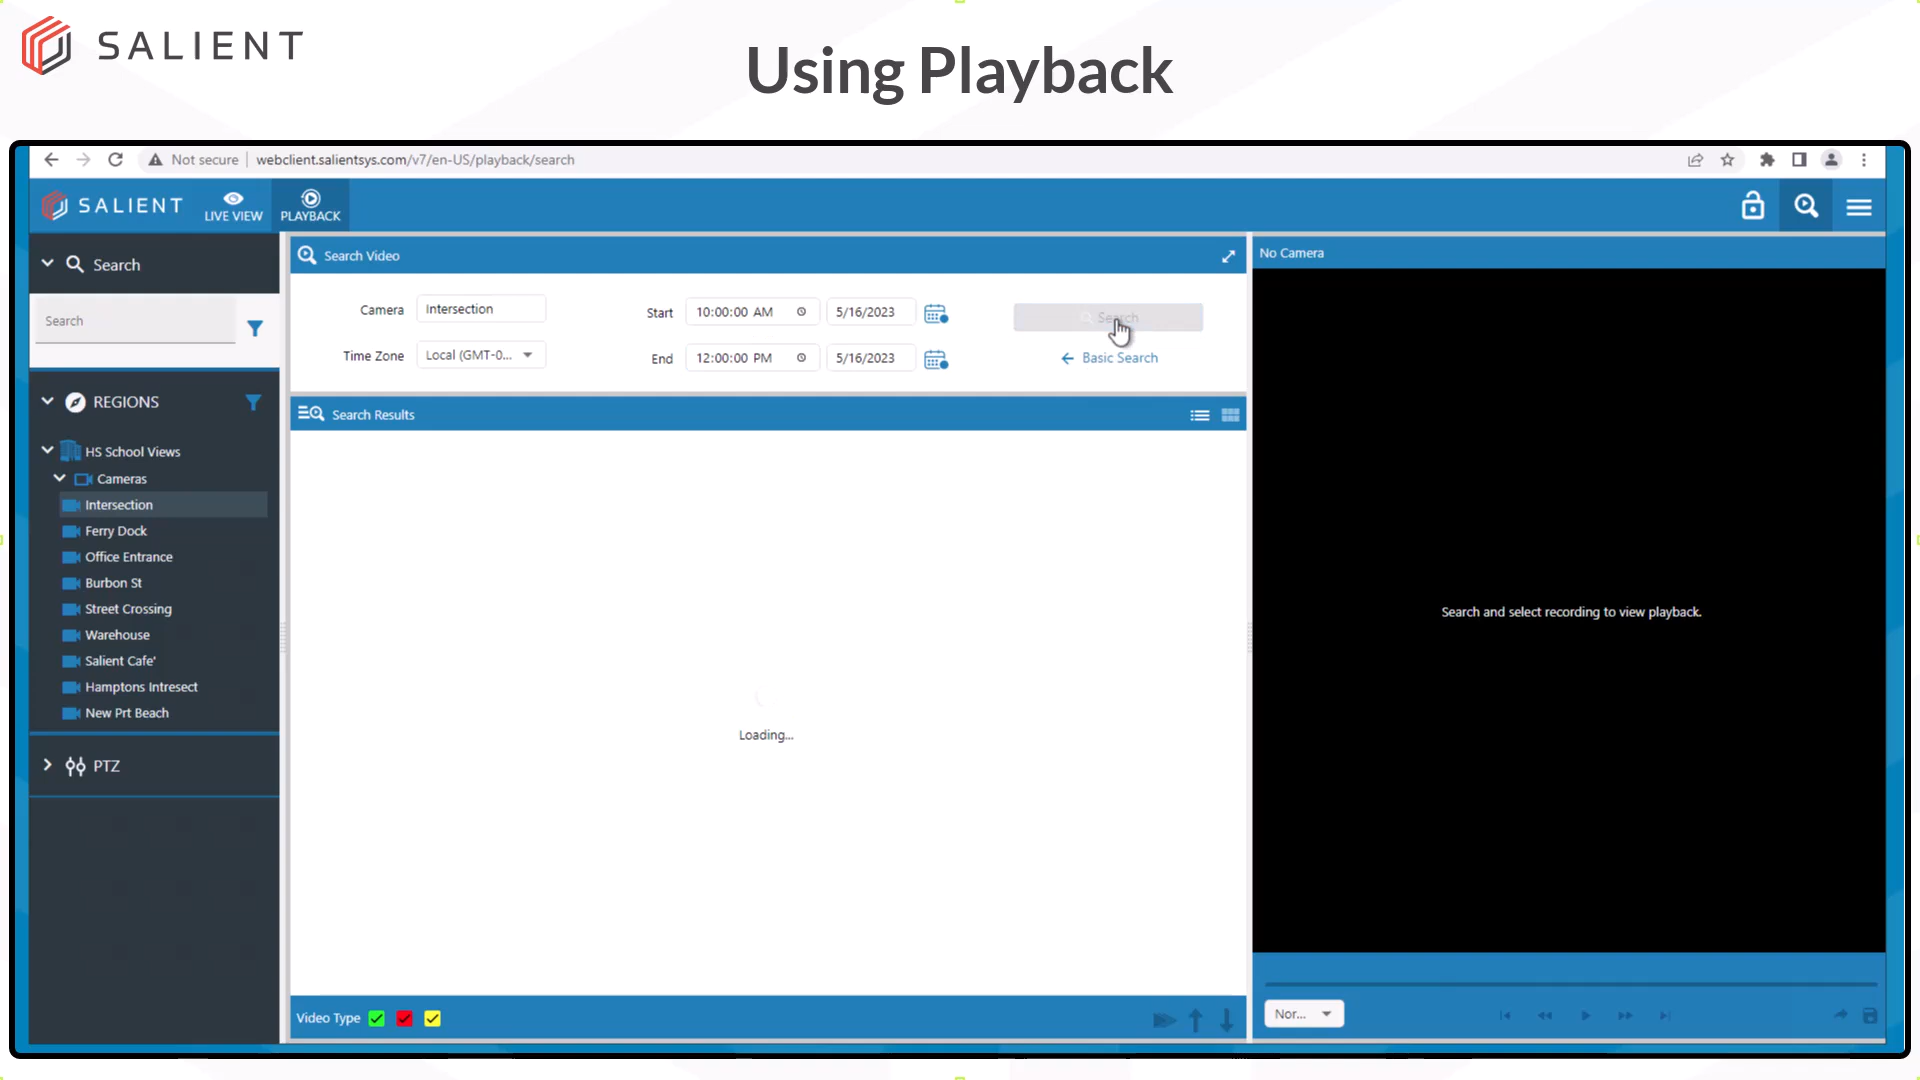 SALIENT
Using Playback
Not secure
webclient.salientsys.com/v7/en-US/playback/search
SALIENT
LIVE VIEW
PLAYBACK
Search
Search
REGIONS
HS School Views
Cameras
Intersection
Ferry Dock
Office Entrance
Burbon St
Street Crossing
Warehouse
Salient Cafe'
Hamptons Intresect
New Prt Beach
PTZ
Search Video
Camera Intersection
Start 10:00:00 AM 5/16/2023
Search
Time Zone Local (GMT-0...
End 12:00:00 PM 5/16/2023
Basic Search
Search Results
Loading...
Video Type
No Camera
Search and select recording to view playback.
Nor...